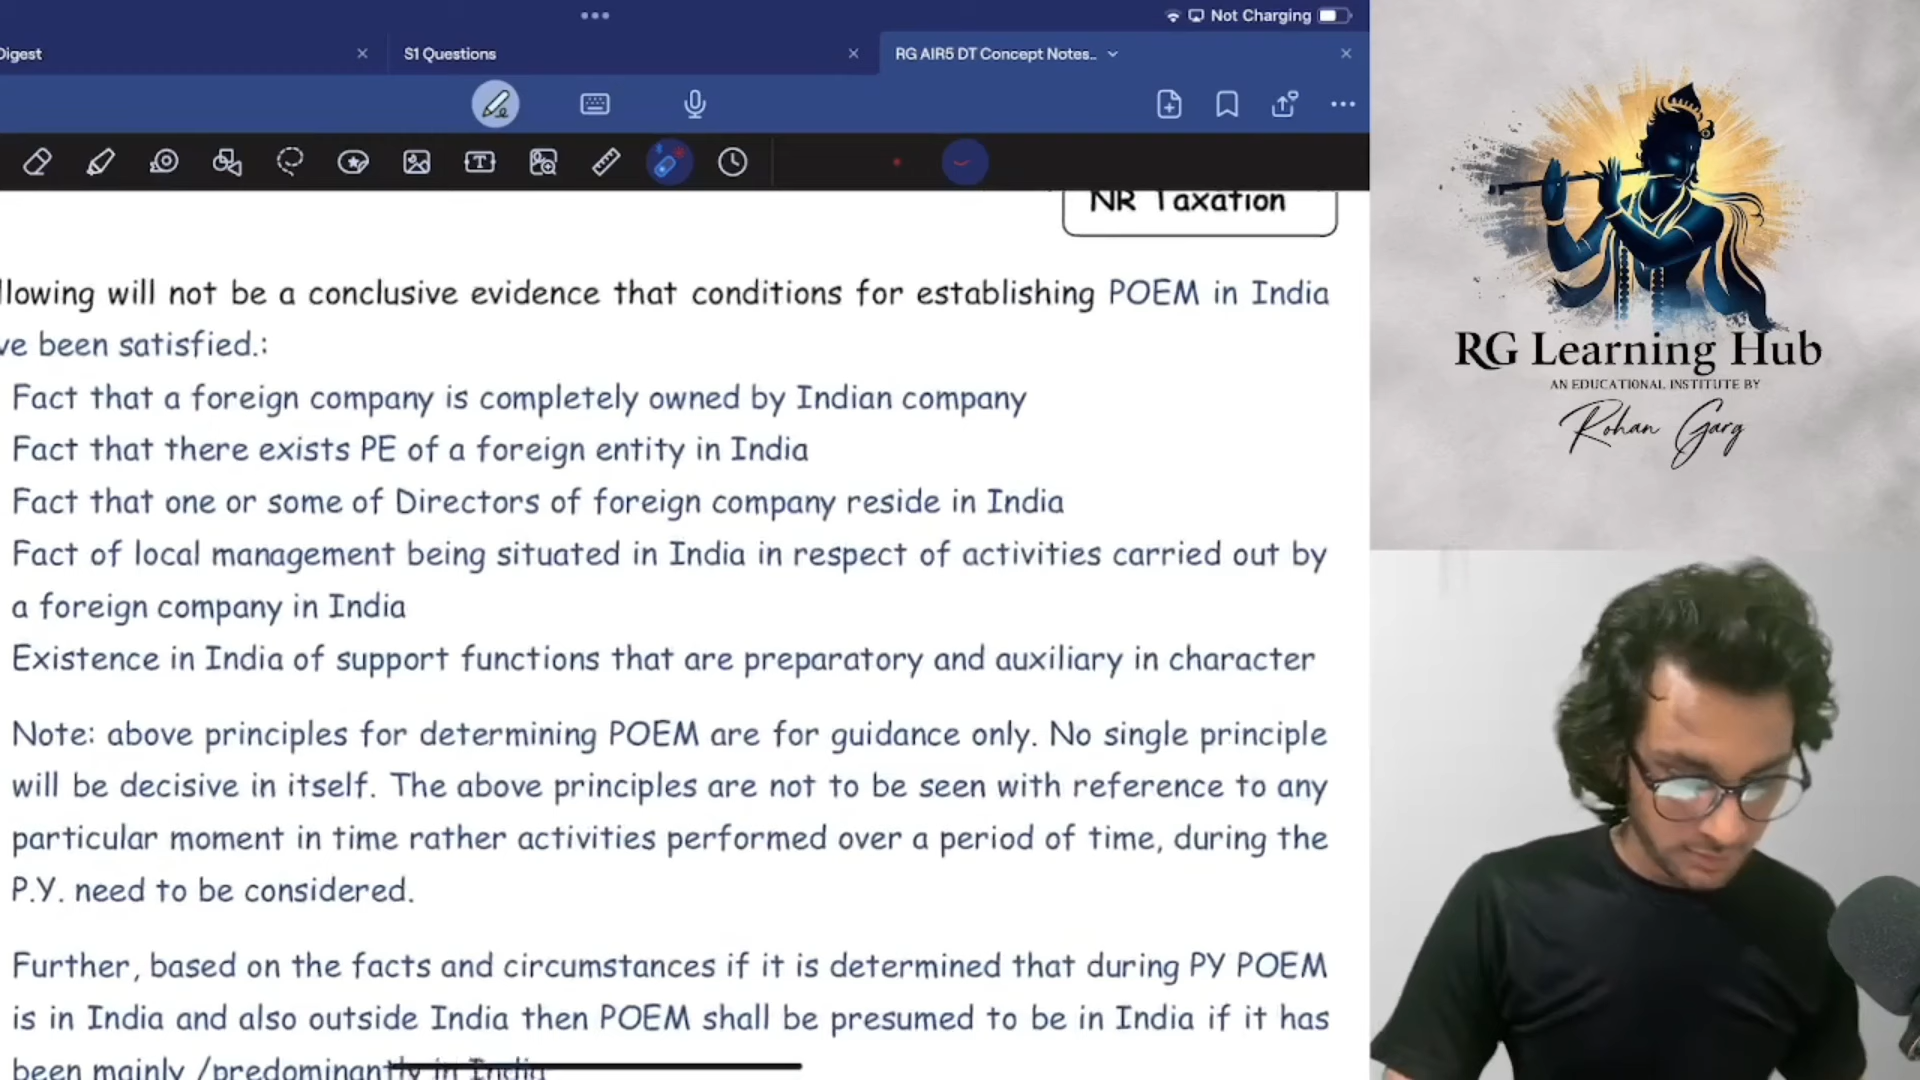 Not Charging
Digest
S1 Questions
RG AIR5 DT Concept Notes..
NR Taxation
llowing will not be a conclusive evidence that conditions for establishing POEM in India
ve been satisfied.:
Fact that a foreign company is completely owned by Indian company
Fact that there exists PE of a foreign entity in India
Fact that one or some of Directors of foreign company reside in India
Fact of local management being situated in India in respect of activities carried out by
a foreign company in India
Existence in India of support functions that are preparatory and auxiliary in character
Note: above principles for determining POEM are for guidance only. No single principle
will be decisive in itself. The above principles are not to be seen with reference to any
particular moment in time rather activities performed over a period of time, during the
P.Y. need to be considered.
Further, based on the facts and circumstances if it is determined that during PY POEM
is in India and also outside India then POEM shall be presumed to be in India if it has
been mainly /predominantly in India
RG Learning Hub
AN EDUCATIONAL INSTITUTE BY
Rohan Garg